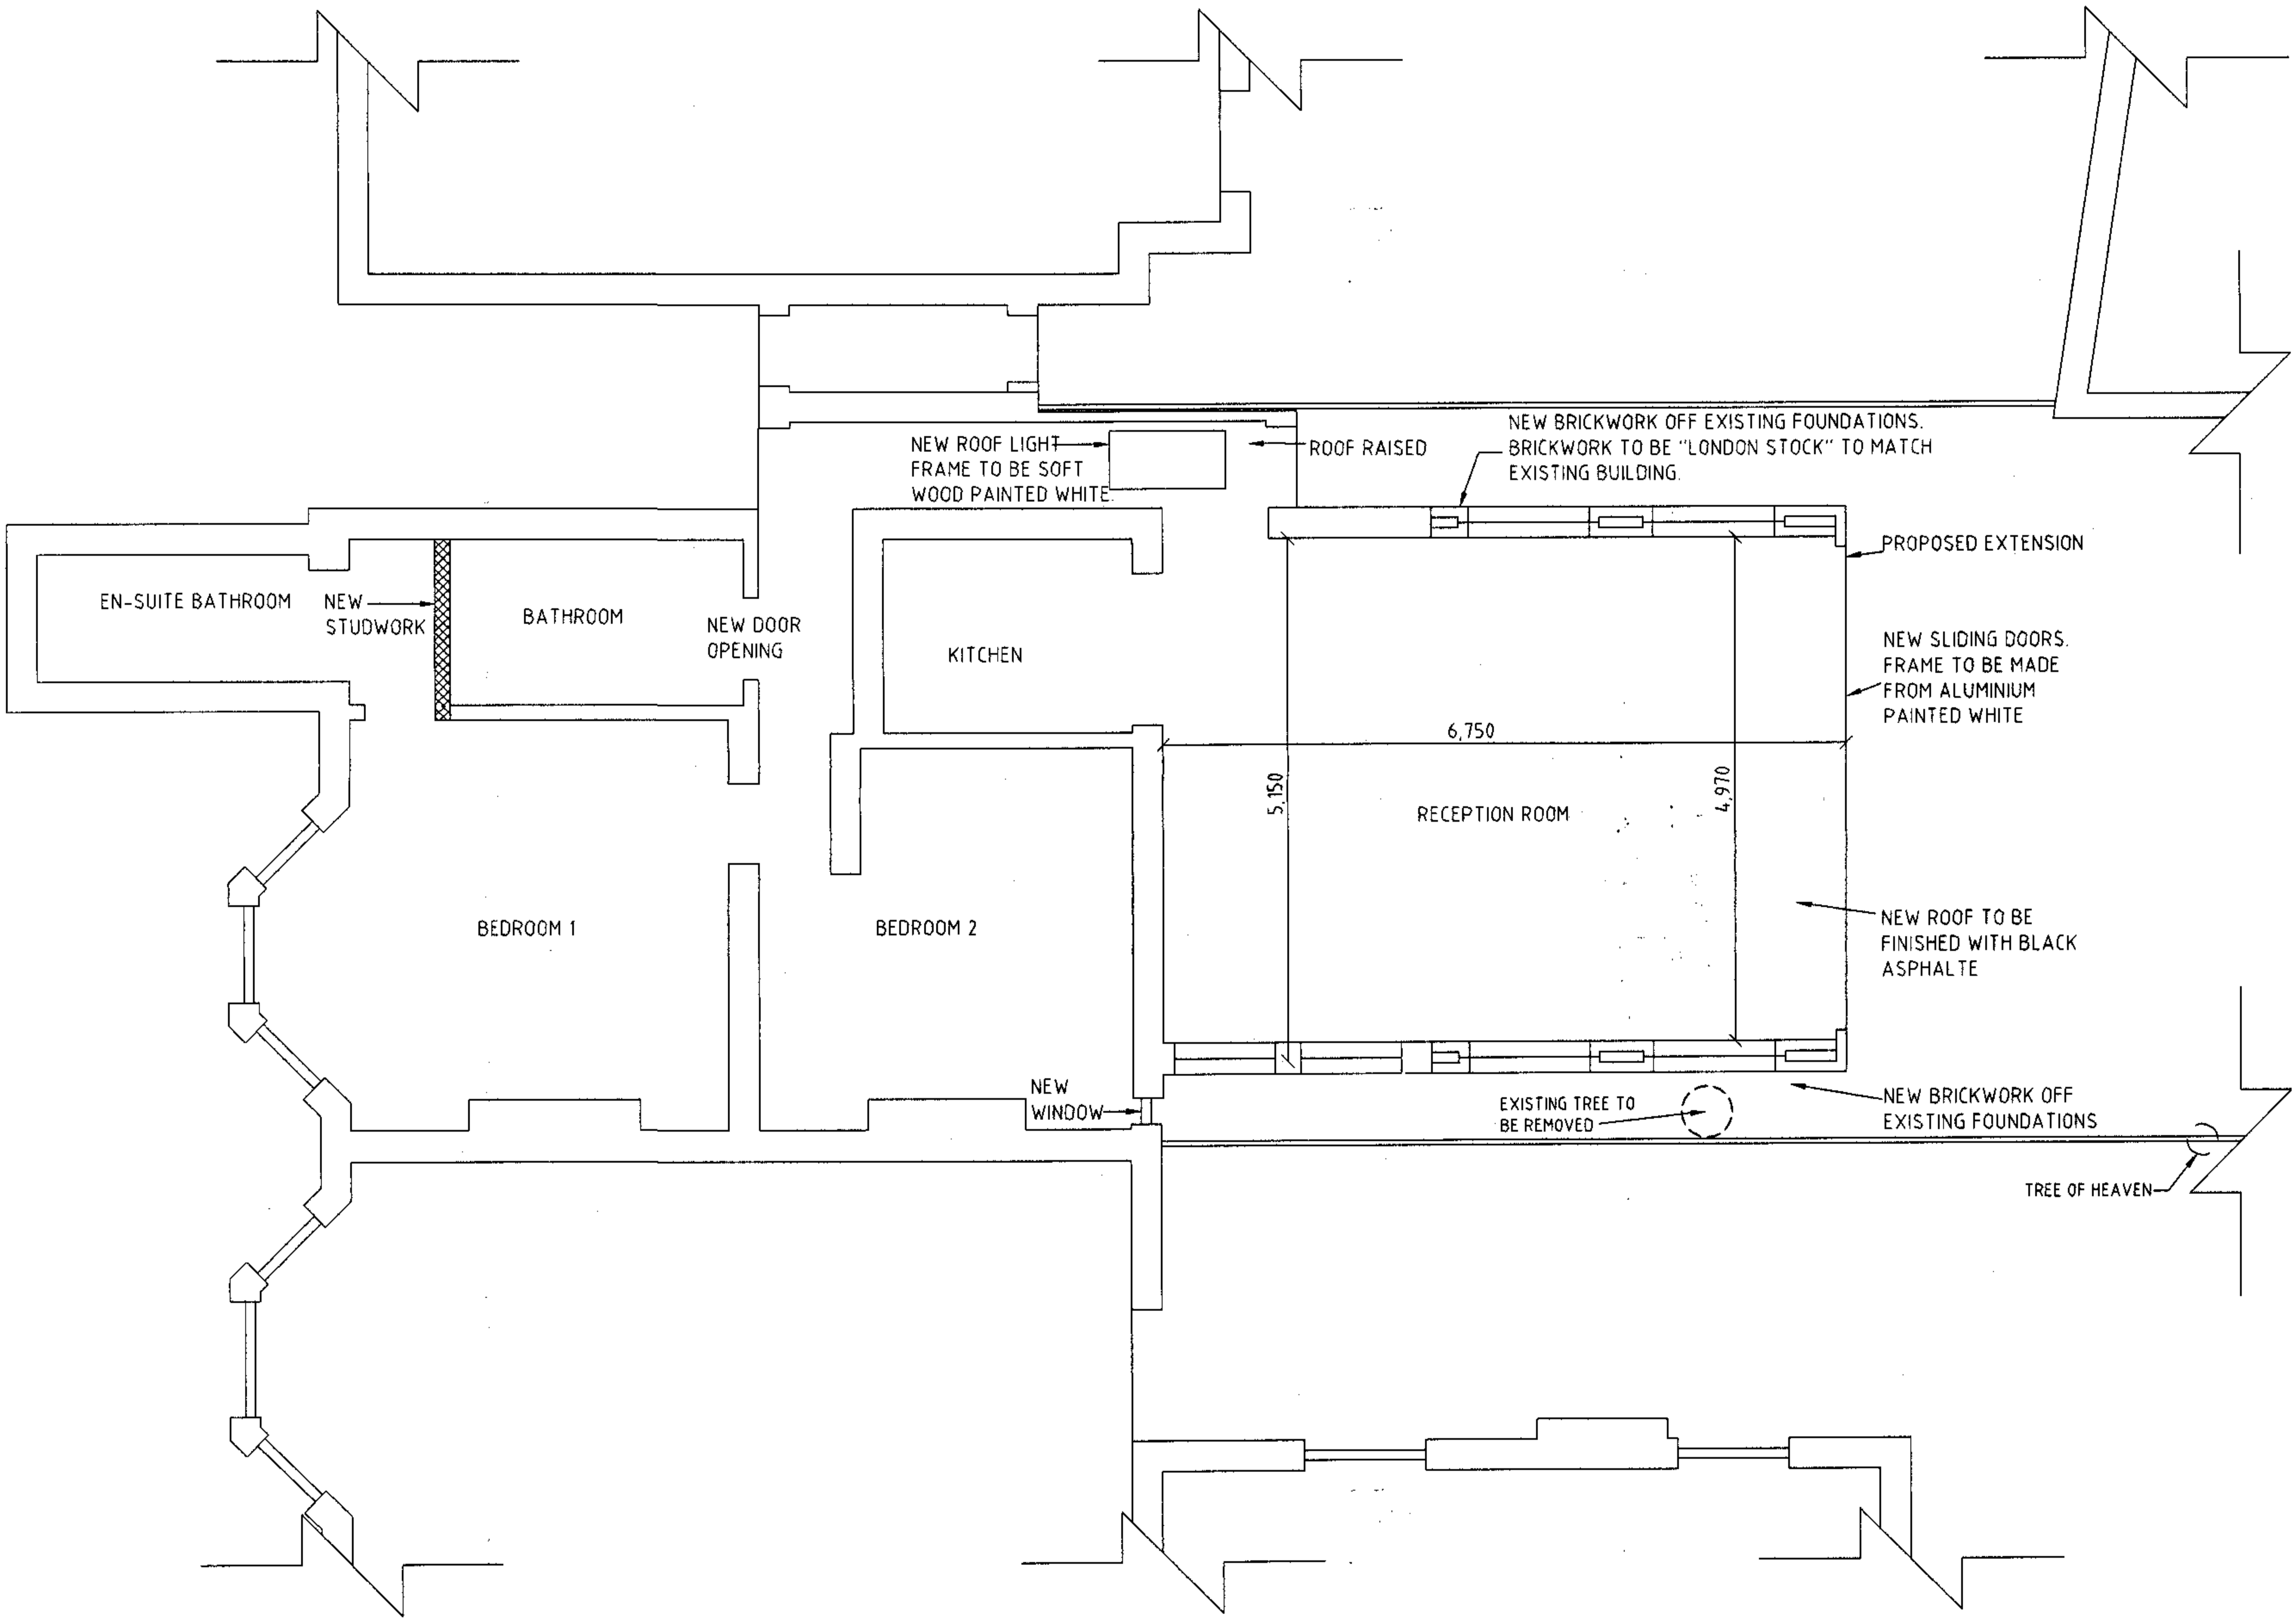 NEW ROOF LIGHT
FRAME TO BE SOFT
WOOD PAINTED WHITE.
ROOF RAISED
NEW BRICKWORK OFF EXISTING FOUNDATIONS.
BRICKWORK TO BE "LONDON STOCK" TO MATCH
EXISTING BUILDING.
PROPOSED EXTENSION
EN-SUITE BATHROOM
NEW
STUDWORK
BATHROOM
NEW DOOR
OPENING
KITCHEN
NEW SLIDING DOORS.
FRAME TO BE MADE
FROM ALUMINIUM
PAINTED WHITE
6,750
5,150
4,970
RECEPTION ROOM
BEDROOM 1
BEDROOM 2
NEW ROOF TO BE
FINISHED WITH BLACK
ASPHALTE
NEW
WINDOW
EXISTING TREE TO
BE REMOVED
NEW BRICKWORK OFF
EXISTING FOUNDATIONS
TREE OF HEAVEN